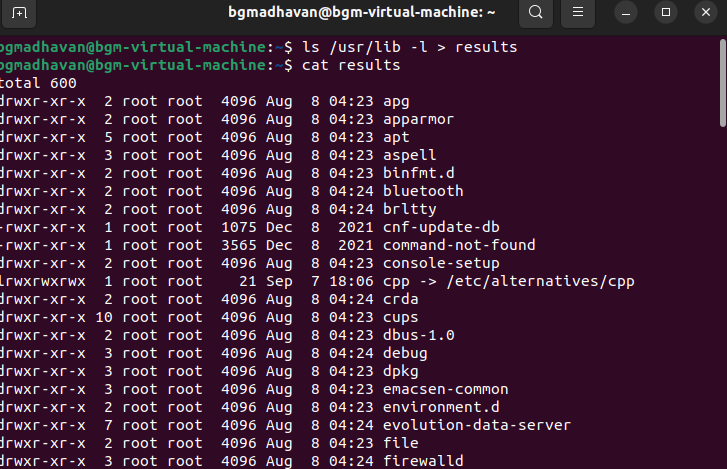 bgmadhavan@bgm-virtual-machine: ~
bgmadhavan@bgm-virtual-machine:~$ ls /usr/lib -l > results
bgmadhavan@bgm-virtual-machine:~$ cat results
total 600
drwxr-xr-x  2 root root  4096 Aug  8 04:23 apg
drwxr-xr-x  2 root root  4096 Aug  8 04:23 apparmor
drwxr-xr-x  5 root root  4096 Aug  8 04:23 apt
drwxr-xr-x  3 root root  4096 Aug  8 04:23 aspell
drwxr-xr-x  2 root root  4096 Aug  8 04:23 binfmt.d
drwxr-xr-x  2 root root  4096 Aug  8 04:24 bluetooth
drwxr-xr-x  2 root root  4096 Aug  8 04:24 brltty
-rwxr-xr-x  1 root root  1075 Dec  8  2021 cnf-update-db
-rwxr-xr-x  1 root root  3565 Dec  8  2021 command-not-found
drwxr-xr-x  2 root root  4096 Aug  8 04:23 console-setup
lrwxrwxrwx  1 root root    21 Sep  7 18:06 cpp -> /etc/alternatives/cpp
drwxr-xr-x  2 root root  4096 Aug  8 04:24 crda
drwxr-xr-x 10 root root  4096 Aug  8 04:23 cups
drwxr-xr-x  2 root root  4096 Aug  8 04:23 dbus-1.0
drwxr-xr-x  3 root root  4096 Aug  8 04:24 debug
drwxr-xr-x  3 root root  4096 Aug  8 04:23 dpkg
drwxr-xr-x  3 root root  4096 Aug  8 04:23 emacsen-common
drwxr-xr-x  2 root root  4096 Aug  8 04:23 environment.d
drwxr-xr-x  7 root root  4096 Aug  8 04:24 evolution-data-server
drwxr-xr-x  2 root root  4096 Aug  8 04:23 file
drwxr-xr-x  3 root root  4096 Aug  8 04:24 firewalld